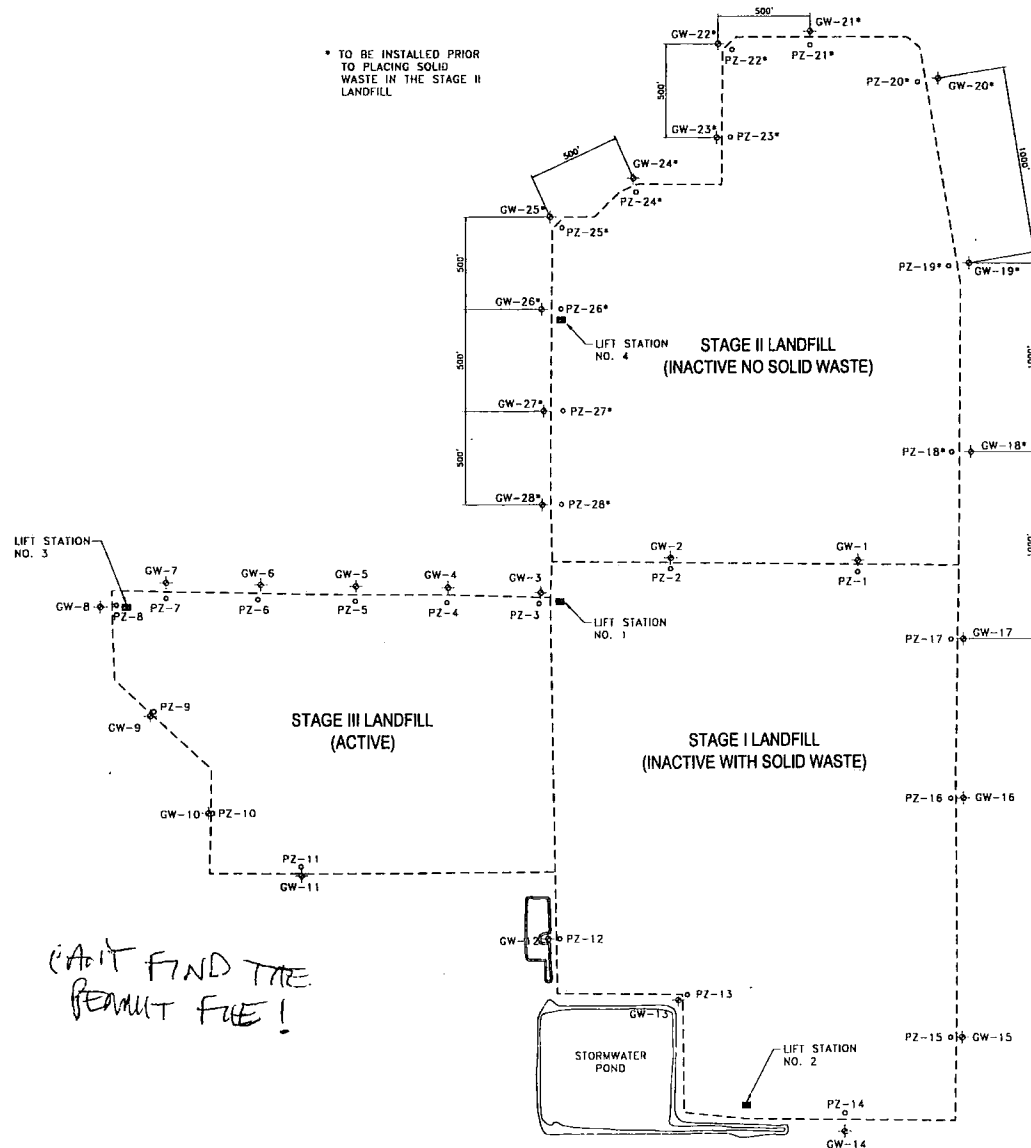 500'
GW-21*
GW-22*
PZ-22*
PZ-21*
* TO BE INSTALLED PRIOR
TO PLACING SOLID
WASTE IN THE STAGE II
LANDFILL
PZ-20*
GW-20*
500'
GW-23*
PZ-23*
1000'
500'
GW-24*
PZ-24*
GW-25*
PZ-25*
500'
PZ-19*
GW-19*
GW-26*
PZ-26*
LIFT STATION
NO. 4
STAGE II LANDFILL
(INACTIVE NO SOLID WASTE)
500'
1000'
GW-27*
PZ-27*
500'
PZ-18*
GW-18*
GW-28*
PZ-28*
LIFT STATION
NO. 3
GW-2
PZ-2
GW-1
PZ-1
1000'
GW-7
GW-6
GW-5
GW-4
GW-3
GW-8
PZ-8
PZ-7
PZ-6
PZ-5
PZ-4
PZ-3
LIFT STATION
NO. 1
PZ-17
GW-17
PZ-9
GW-9
STAGE III LANDFILL
(ACTIVE)
STAGE I LANDFILL
(INACTIVE WITH SOLID WASTE)
PZ-16
GW-16
GW-10
PZ-10
PZ-11
GW-11
GW-12
PZ-12
CAN'T FIND THE
PERMIT FILE!
PZ-13
GW-13
STORMWATER
POND
LIFT STATION
NO. 2
PZ-15
GW-15
PZ-14
GW-14